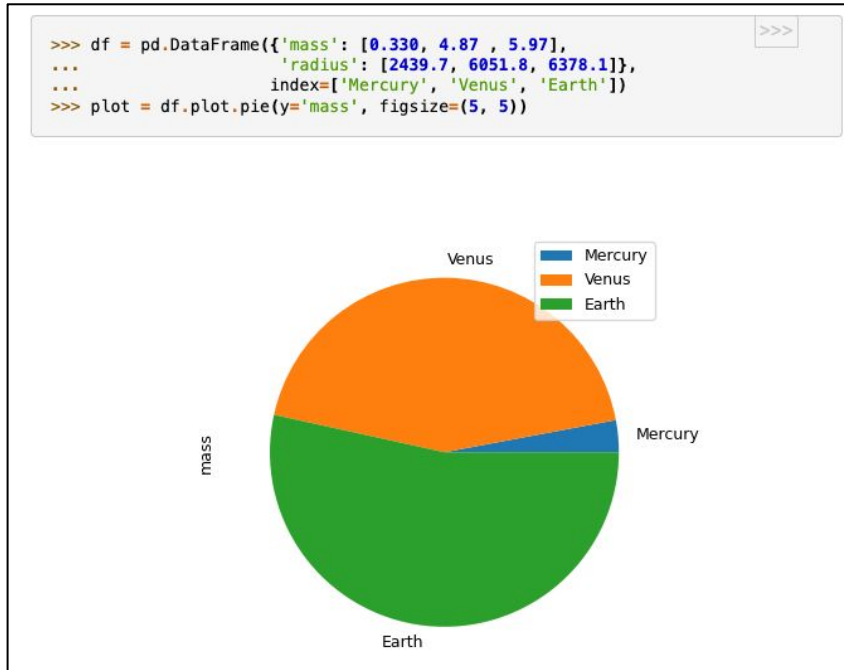 >>>
>>> df = pd.DataFrame({'mass': [0.330, 4.87 , 5.97],
...                    'radius': [2439.7, 6051.8, 6378.1]},
...                   index=['Mercury', 'Venus', 'Earth'])
>>> plot = df.plot.pie(y='mass', figsize=(5, 5))
Venus
Mercury
Venus
Earth
Mercury
mass
Earth